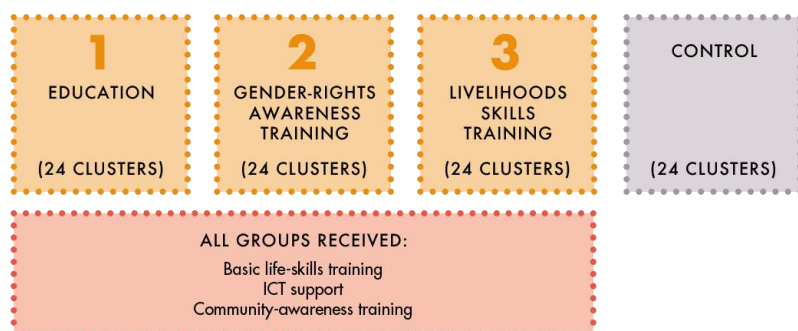 1
EDUCATION
(24 CLUSTERS)
2
GENDER-RIGHTS
AWARENESS
TRAINING
(24 CLUSTERS)
3
LIVELIHOODS
SKILLS
TRAINING
(24 CLUSTERS)
CONTROL
(24 CLUSTERS)
ALL GROUPS RECEIVED:
Basic life-skills training
ICT support
Community-awareness training